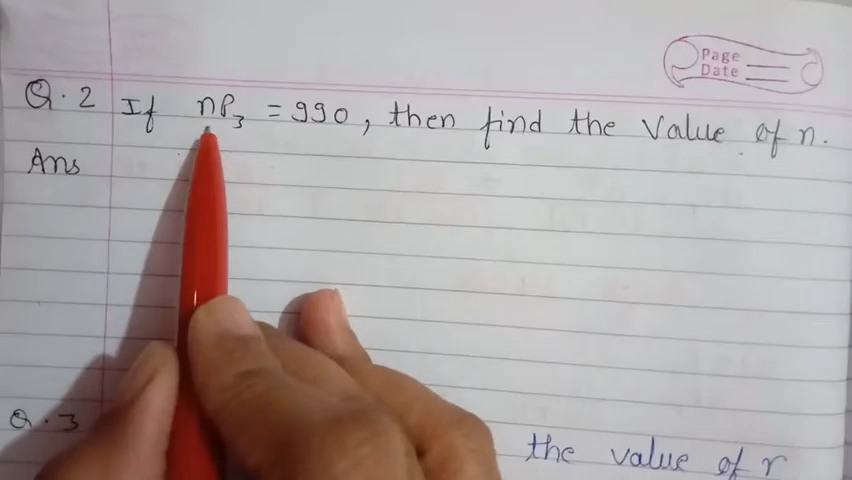 Page
Date
Q.2 If nP3 = 990, then find the value of n.
Ans
Q.3
the value of r